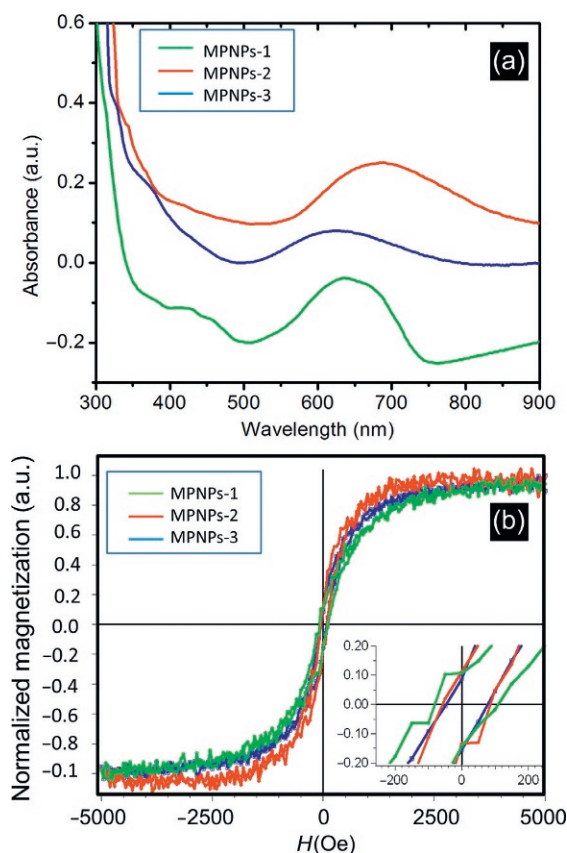 0.6
0.4
0.2
0.0
−0.2
Absorbance (a.u.)
MPNPs-1
MPNPs-2
MPNPs-3
(a)
300 400 500 600 700 800 900
Wavelength (nm)
1.0
0.8
0.6
0.4
0.2
0.0
−0.2
−0.4
−0.6
−0.8
−0.1
Normalized magnetization (a.u.)
MPNPs-1
MPNPs-2
MPNPs-3
(b)
0.20
0.10
0.00
−0.10
−0.20
−200 0 200
−5000 −2500 0 2500 5000
H(Oe)